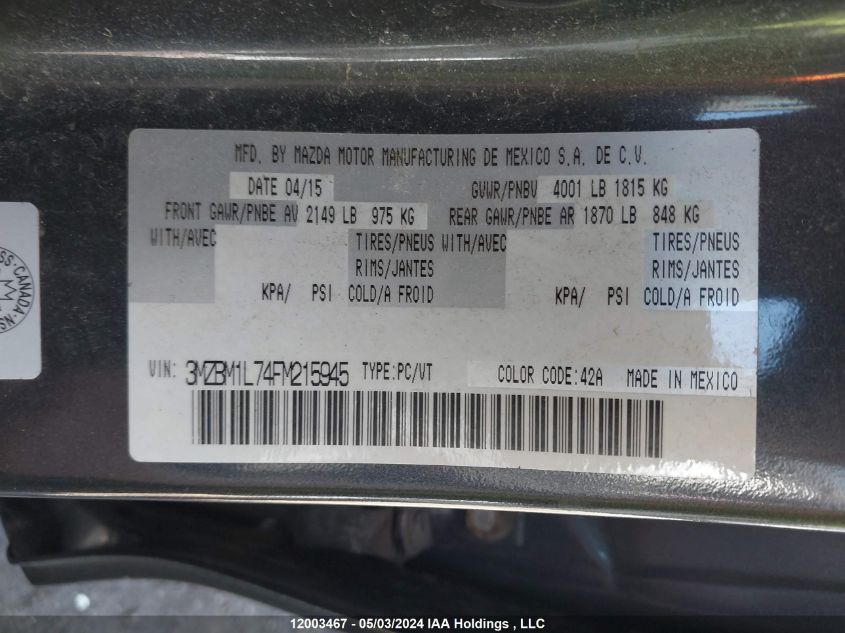 MFD. BY MAZDA MOTOR MANUFACTURING DE MEXICO S.A. DE C.V.
DATE 04/15 GVWR/PNBV 4001 LB 1815 KG
FRONT GAWR/PNBE AV 2149 LB 975 KG REAR GAWR/PNBE AR 1870 LB 848 KG
WITH/AVEC TIRES/PNEUS WITH/AVEC TIRES/PNEUS
RIMS/JANTES RIMS/JANTES
KPA/ PSI COLD/A FROID KPA/ PSI COLD/A FROID
VIN: 3MZBM1L74FM215945 TYPE:PC/VT COLOR CODE:42A MADE IN MEXICO
CANADA
12003467 - 05/03/2024 IAA Holdings , LLC